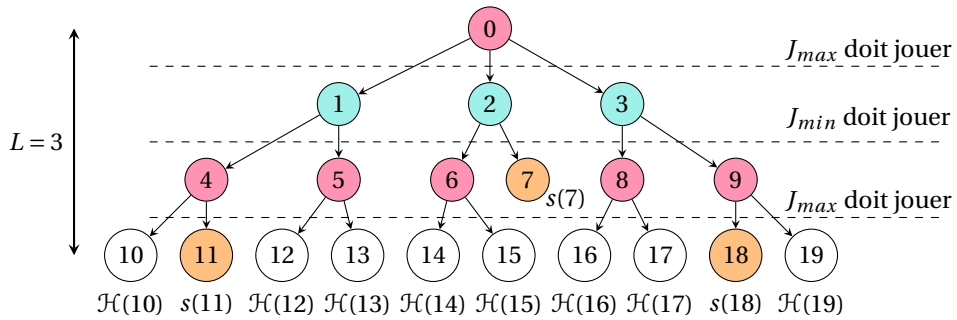 0
J_max doit jouer
1 2 3
L = 3
J_min doit jouer
4 5 6 7 8 9
s(7)
J_max doit jouer
10 11 12 13 14 15 16 17 18 19
ℋ(10) s(11) ℋ(12) ℋ(13) ℋ(14) ℋ(15) ℋ(16) ℋ(17) s(18) ℋ(19)